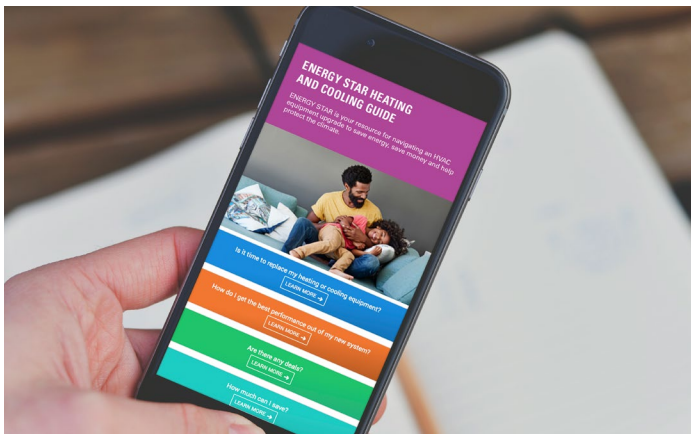 ENERGY STAR HEATING
AND COOLING GUIDE
ENERGY STAR is your resource for navigating an HVAC
equipment upgrade to save energy, save money and help
protect the climate.
Is it time to replace my heating or cooling equipment?
LEARN MORE →
How do I get the best performance out of my new system?
LEARN MORE →
Are there any deals?
LEARN MORE →
How much can I save?
LEARN MORE →